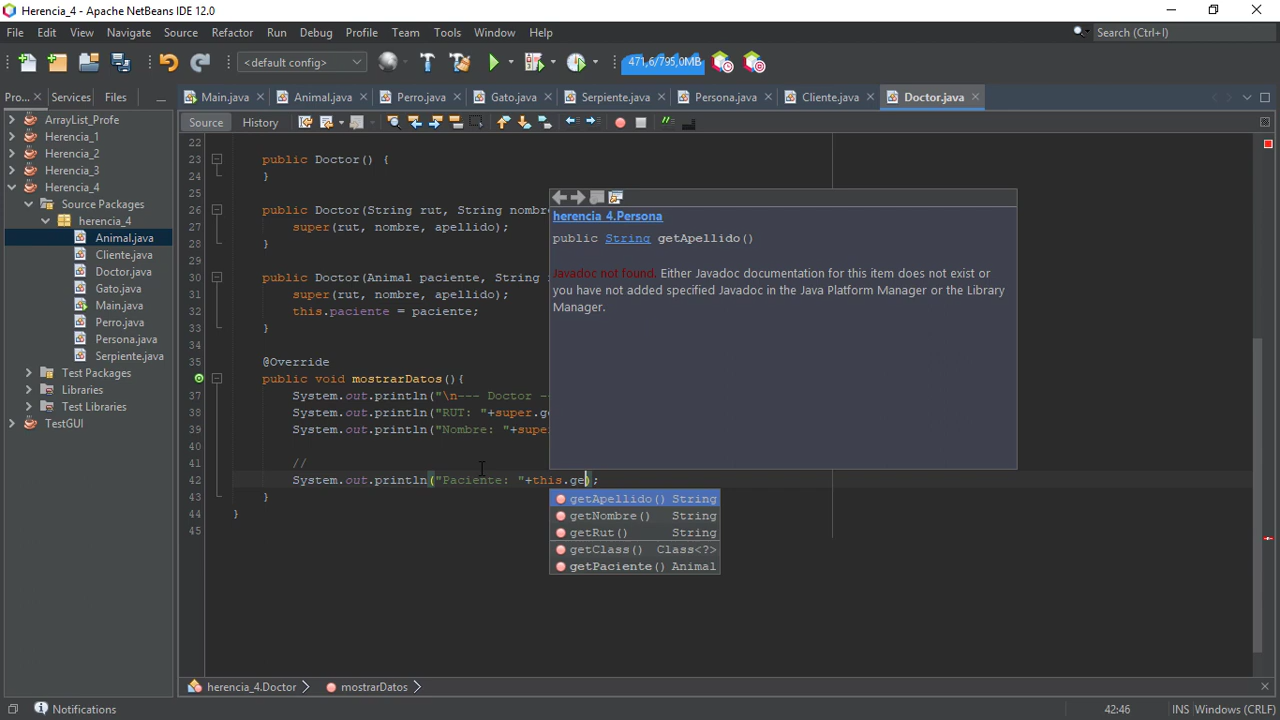 Herencia_4 - Apache NetBeans IDE 12.0
File Edit View Navigate Source Refactor Run Debug Profile Team Tools Window Help
Search (Ctrl+I)
<default config>
471,6/795,0MB
Pro... Services Files
Main.java Animal.java Perro.java Gato.java Serpiente.java Persona.java Cliente.java Doctor.java
Source History
ArrayList_Profe
Herencia_1
Herencia_2
Herencia_3
Herencia_4
Source Packages
herencia_4
Animal.java
Cliente.java
Doctor.java
Gato.java
Main.java
Perro.java
Persona.java
Serpiente.java
Test Packages
Libraries
Test Libraries
TestGUI
22
23 public Doctor() {
24 }
25
26 public Doctor(String rut, String nombre
27 super(rut, nombre, apellido);
28 }
29
30 public Doctor(Animal paciente, String
31 super(rut, nombre, apellido);
32 this.paciente = paciente;
33 }
34
35 @Override
public void mostrarDatos(){
37 System.out.println("\n--- Doctor -
38 System.out.println("RUT: "+super.ge
39 System.out.println("Nombre: "+super
40
41 //
42 System.out.println("Paciente: "+this.ge);
43 }
44 }
45
herencia_4.Persona
public String getApellido()
Javadoc not found. Either Javadoc documentation for this item does not exist or
you have not added specified Javadoc in the Java Platform Manager or the Library
Manager.
getApellido() String
getNombre() String
getRut() String
getClass() Class<?>
getPaciente() Animal
herencia_4.Doctor mostrarDatos
Notifications
42:46 INS Windows (CRLF)